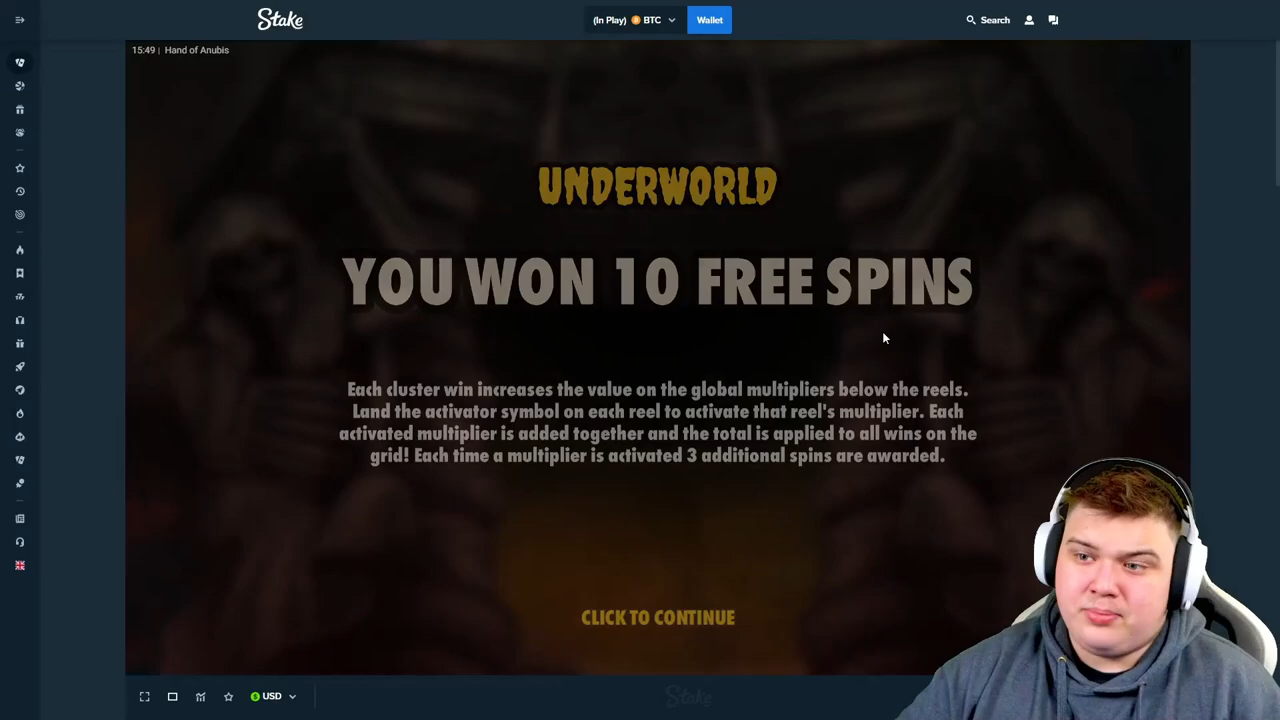 Stake
(In Play) BTC
Wallet
Search
15:49 | Hand of Anubis
UNDERWORLD
YOU WON 10 FREE SPINS
Each cluster win increases the value on the global multipliers below the reels.
Land the activator symbol on each reel to activate that reel's multiplier. Each
activated multiplier is added together and the total is applied to all wins on the
grid! Each time a multiplier is activated 3 additional spins are awarded.
CLICK TO CONTINUE
USD
Stake